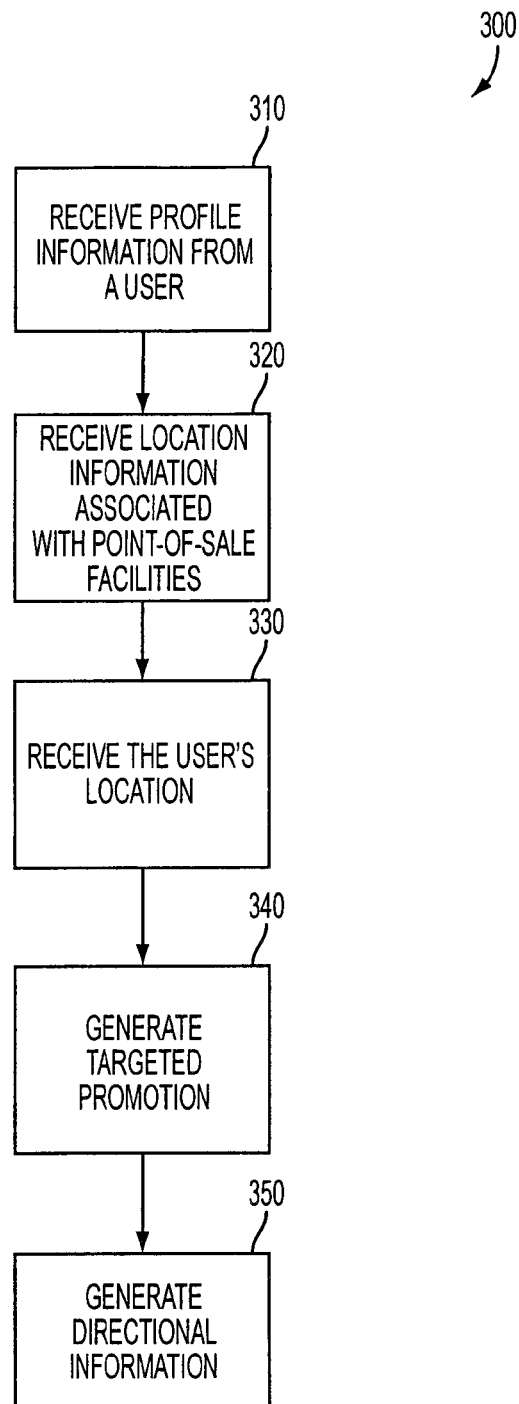 300
310
RECEIVE PROFILE
INFORMATION FROM
A USER
320
RECEIVE LOCATION
INFORMATION
ASSOCIATED
WITH POINT-OF-SALE
FACILITIES
330
RECEIVE THE USER'S
LOCATION
340
GENERATE
TARGETED
PROMOTION
350
GENERATE
DIRECTIONAL
INFORMATION